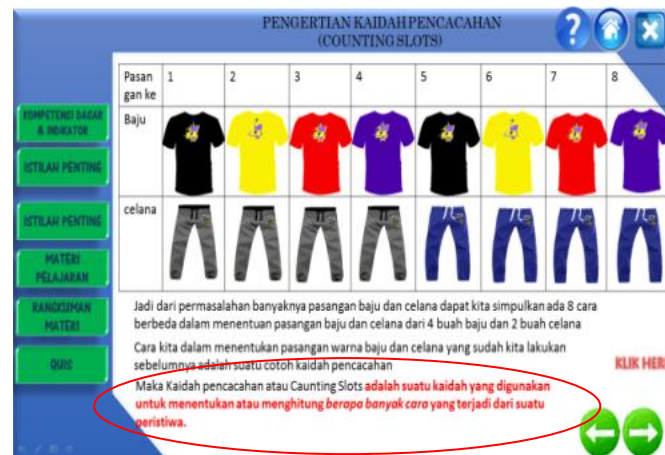 PENGERTIAN KAIDAH PENCACAHAN
(COUNTING SLOTS)
?
X
KOMPETENSI DASAR
& INDIKATOR
ISTILAH PENTING
ISTILAH PENTING
MATERI
PELAJARAN
RANGKUMAN
MATERI
QUIS
Pasan
gan ke
1 2 3 4 5 6 7 8
Baju
celana
Jadi dari permasalahan banyaknya pasangan baju dan celana dapat kita simpulkan ada 8 cara
berbeda dalam menentuan pasangan baju dan celana dari 4 buah baju dan 2 buah celana
Cara kita dalam menentukan pasangan warna baju dan celana yang sudah kita lakukan
sebelumnya adalah suatu cotoh kaidah pencacahan
KLIK HERE
Maka Kaidah pencacahan atau Caunting Slots adalah suatu kaidah yang digunakan
untuk menentukan atau menghitung berapa banyak cara yang terjadi dari suatu
peristiwa.